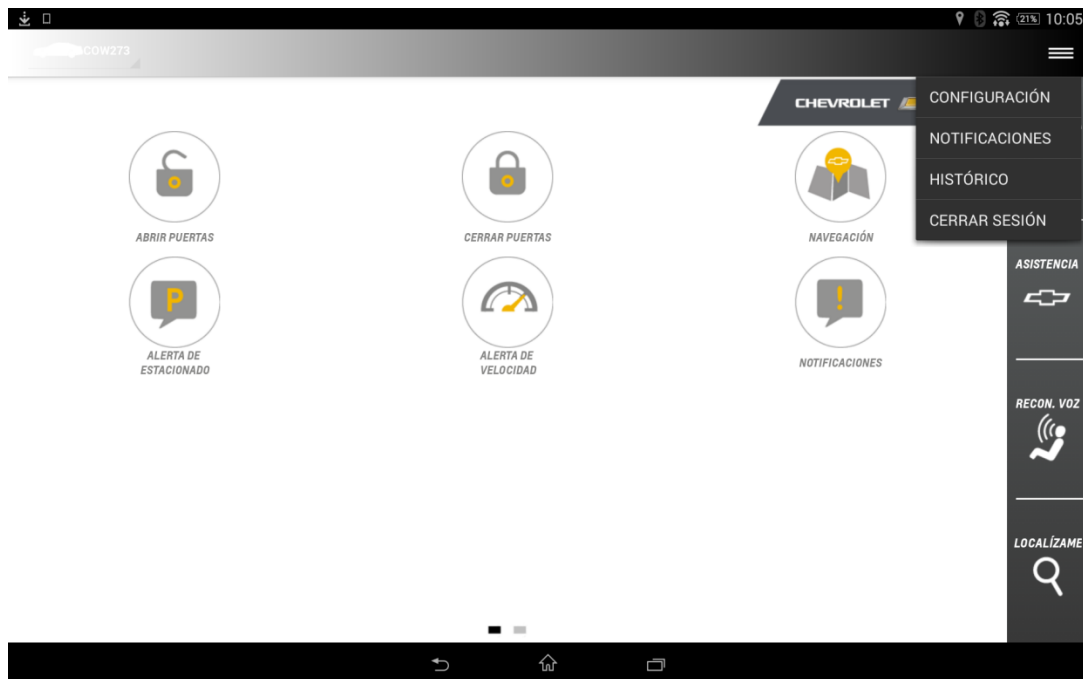 21% 10:05
COW273
CHEVROLET
CONFIGURACIÓN
NOTIFICACIONES
HISTÓRICO
CERRAR SESIÓN
ABRIR PUERTAS
CERRAR PUERTAS
NAVEGACIÓN
P
ALERTA DE
ESTACIONADO
ALERTA DE
VELOCIDAD
!
NOTIFICACIONES
ASISTENCIA
RECON. VOZ
LOCALÍZAME